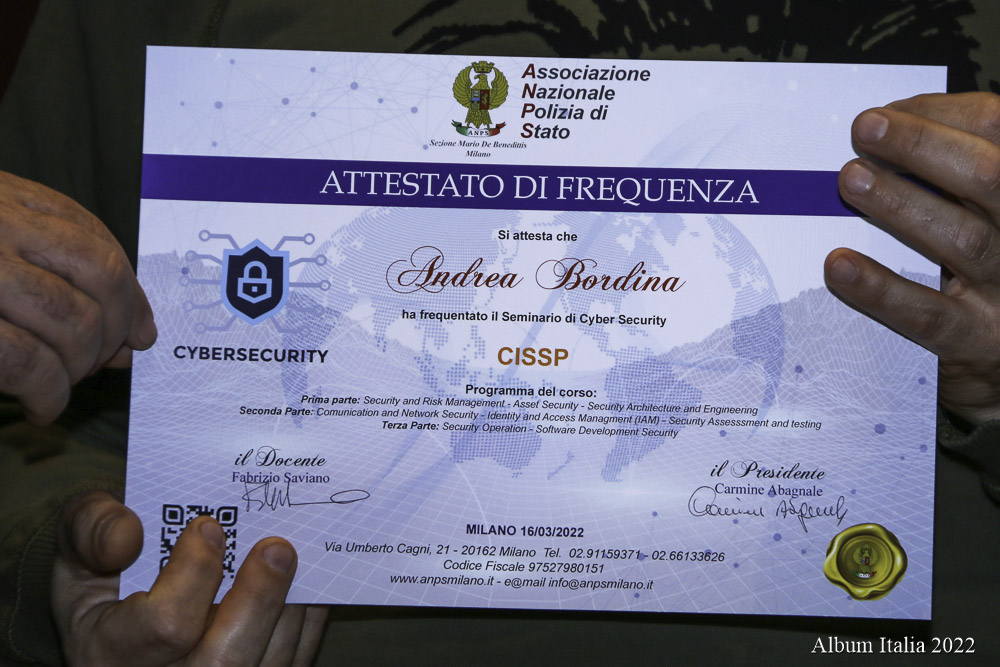 Associazione
Nazionale
Polizia di
Stato
ANPS
Sezione Mario De Benedittis
Milano
ATTESTATO DI FREQUENZA
Si attesta che
Andrea Bordina
ha frequentato il Seminario di Cyber Security
CYBERSECURITY
CISSP
Programma del corso:
Prima parte: Security and Risk Management - Asset Security - Security Architecture and Engineering
Seconda Parte: Comunication and Network Security - Identity and Access Managment (IAM) - Security Assesssment and testing
Terza Parte: Security Operation - Software Development Security
il Docente
Fabrizio Saviano
il Presidente
Carmine Abagnale
MILANO 16/03/2022
Via Umberto Cagni, 21 - 20162 Milano Tel. 02.91159371 - 02.66133626
Codice Fiscale 97527980151
www.anpsmilano.it - e@mail info@anpsmilano.it
Album Italia 2022